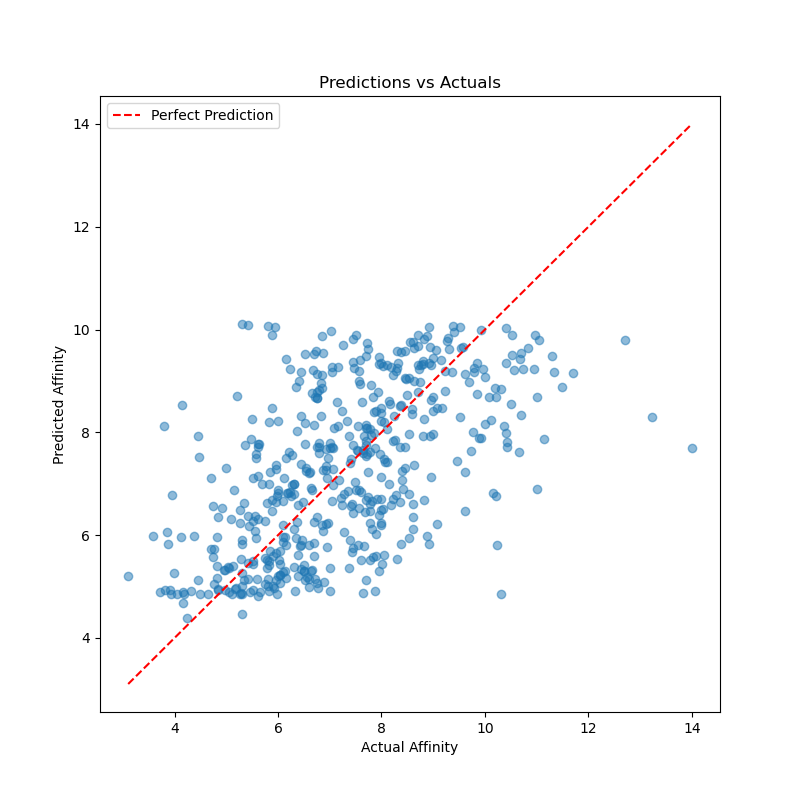 Predictions vs Actuals
Perfect Prediction
14
12
10
8
6
4
Predicted Affinity
4 6 8 10 12 14
Actual Affinity